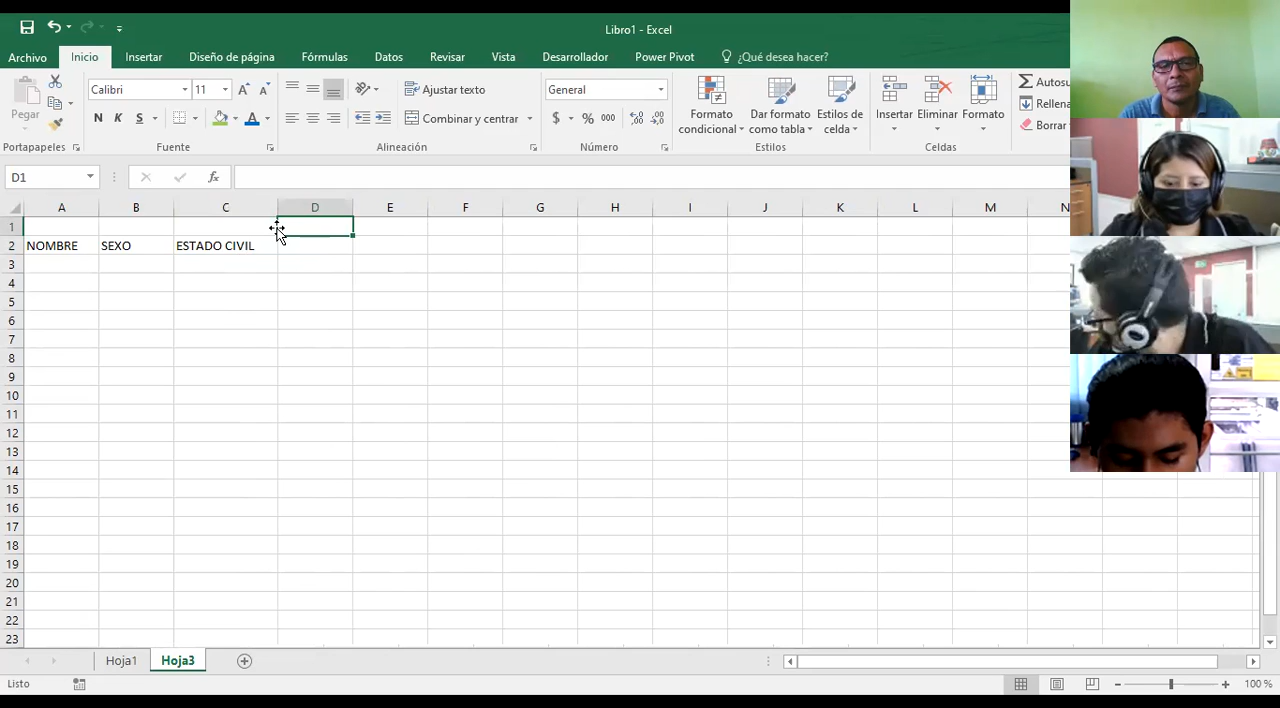 Libro1 - Excel
Archivo Inicio Insertar Diseño de página Fórmulas Datos Revisar Vista Desarrollador Power Pivot ¿Qué desea hacer?
Calibri 11 Ajustar texto General Autosu
Pegar N K S Combinar y centrar $ % 000 Formato condicional Dar formato como tabla Estilos de celda Insertar Eliminar Formato Rellena
Borrar
Portapapeles Fuente Alineación Número Estilos Celdas
D1 fx
A B C D E F G H I J K L M N
1
2 NOMBRE SEXO ESTADO CIVIL
3
4
5
6
7
8
9
10
11
12
13
14
15
16
17
18
19
20
21
22
23
Hoja1 Hoja3
Listo 100 %